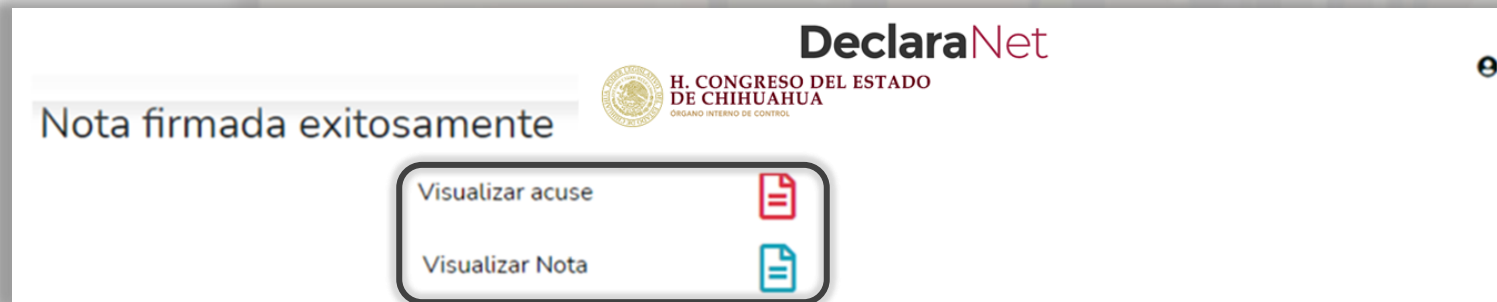 DeclaraNet
H. CONGRESO DEL ESTADO
DE CHIHUAHUA
ÓRGANO INTERNO DE CONTROL
Nota firmada exitosamente
Visualizar acuse
Visualizar Nota